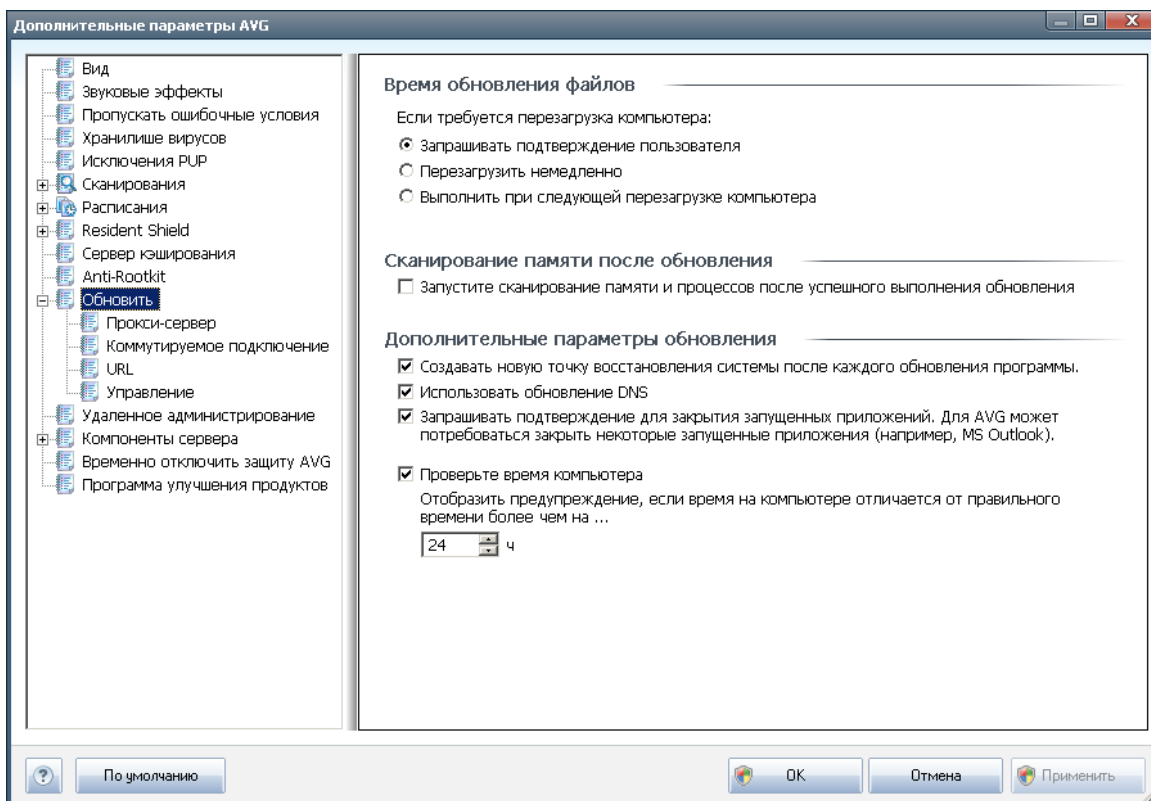 Дополнительные параметры AVG
Вид
Звуковые эффекты
Пропускать ошибочные условия
Хранилише вирусов
Исключения PUP
Сканирования
Расписания
Resident Shield
Сервер кэширования
Anti-Rootkit
Обновить
Прокси-сервер
Коммутируемое подключение
URL
Управление
Удаленное администрирование
Компоненты сервера
Временно отключить защиту AVG
Программа улучшения продуктов
Время обновления файлов
Если требуется перезагрузка компьютера:
Запрашивать подтверждение пользователя
Перезагрузить немедленно
Выполнить при следующей перезагрузке компьютера
Сканирование памяти после обновления
Запустите сканирование памяти и процессов после успешного выполнения обновления
Дополнительные параметры обновления
Создавать новую точку восстановления системы после каждого обновления программы.
Использовать обновление DNS
Запрашивать подтверждение для закрытия запущенных приложений. Для AVG может
потребоваться закрыть некоторые запущенные приложения (например, MS Outlook).
Проверьте время компьютера
Отобразить предупреждение, если время на компьютере отличается от правильного
времени более чем на ...
24 ч
? По умолчанию OK Отмена Применить